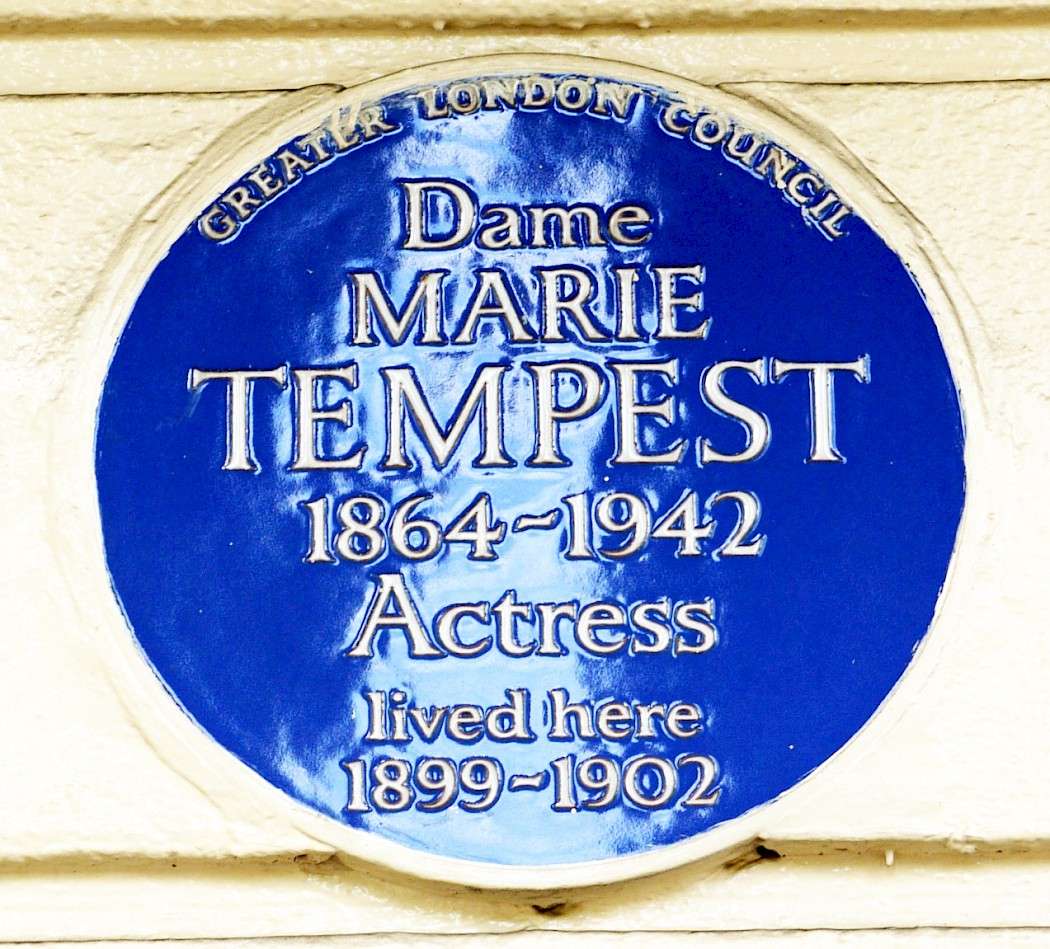 GREATER LONDON COUNCIL
Dame
MARIE
TEMPEST
1864~1942
Actress
lived here
1899~1902